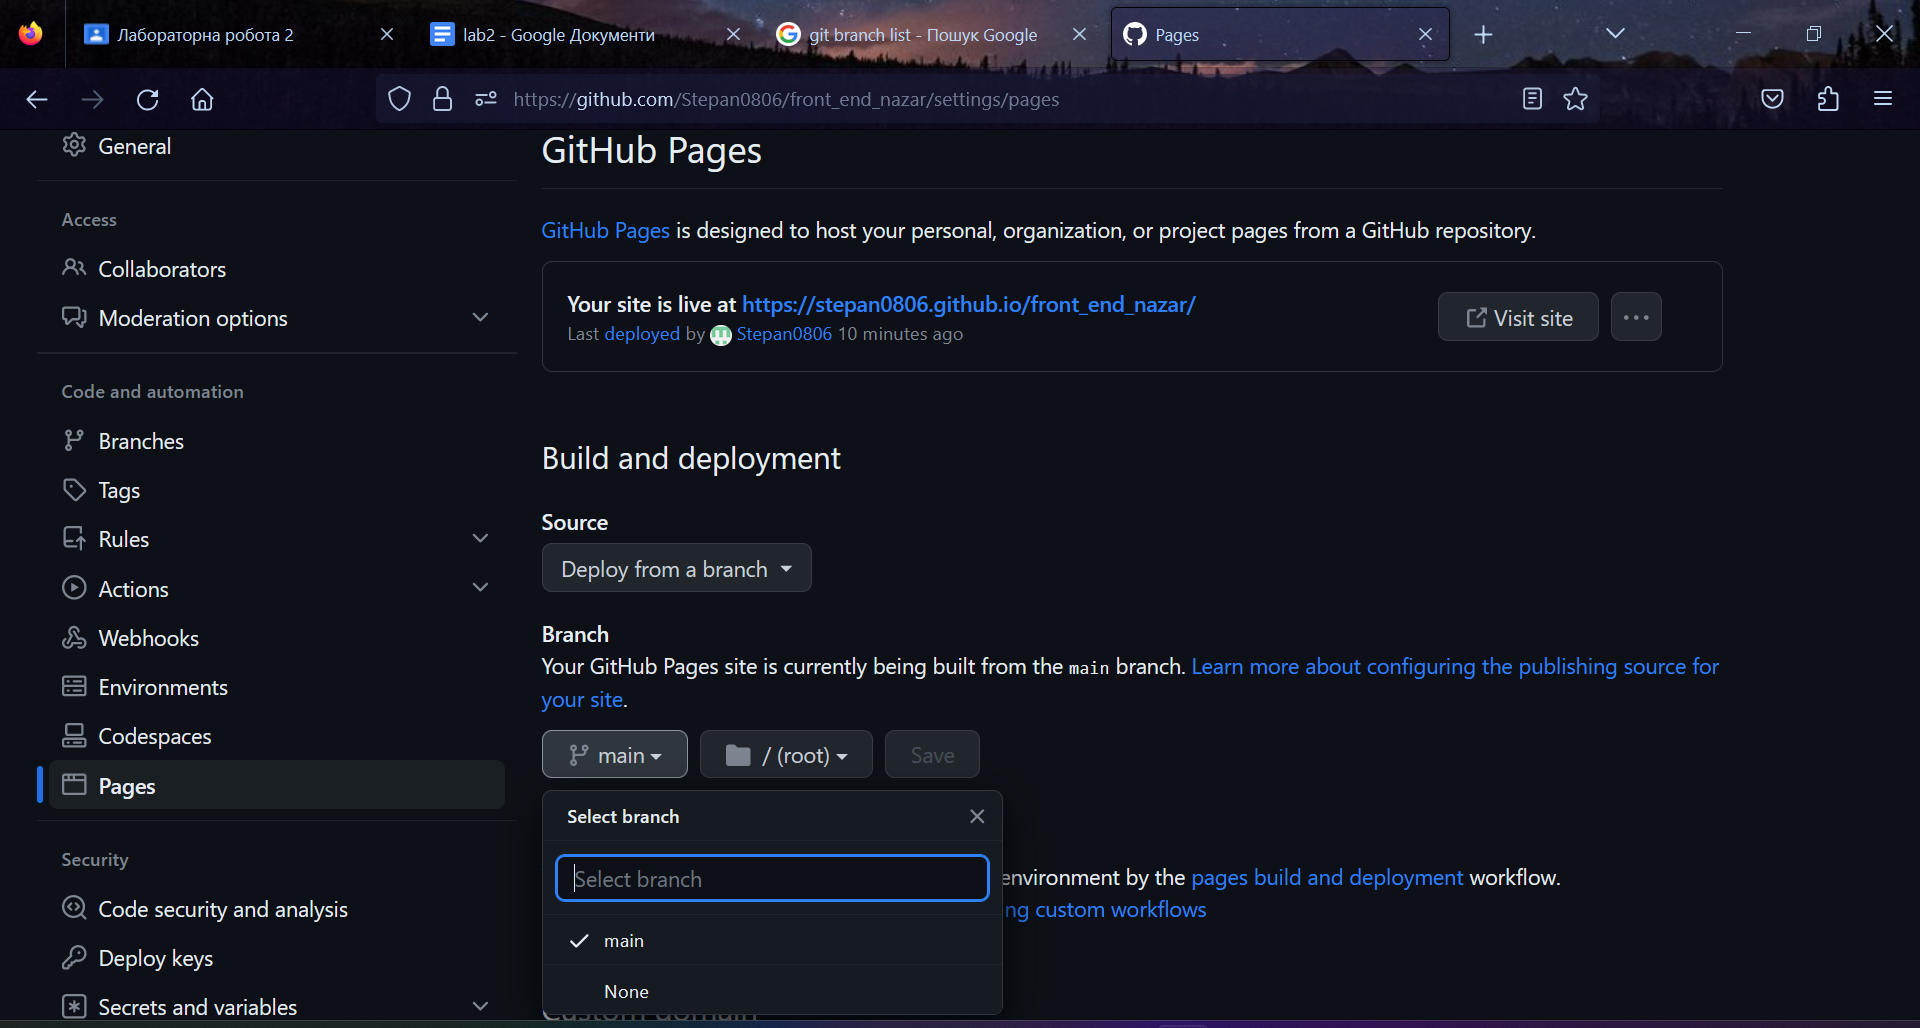 Лабораторна робота 2
lab2 - Google Документи
git branch list - Пошук Google
Pages
https://github.com/Stepan0806/front_end_nazar/settings/pages
General
Access
Collaborators
Moderation options
Code and automation
Branches
Tags
Rules
Actions
Webhooks
Environments
Codespaces
Pages
Security
Code security and analysis
Deploy keys
Secrets and variables
GitHub Pages
GitHub Pages is designed to host your personal, organization, or project pages from a GitHub repository.
Your site is live at https://stepan0806.github.io/front_end_nazar/
Last deployed by Stepan0806 10 minutes ago
Visit site
Build and deployment
Source
Deploy from a branch
Branch
Your GitHub Pages site is currently being built from the main branch. Learn more about configuring the publishing source for
your site.
main
/ (root)
Save
Select branch
Select branch
environment by the pages build and deployment workflow.
ng custom workflows
main
None
Custom domain